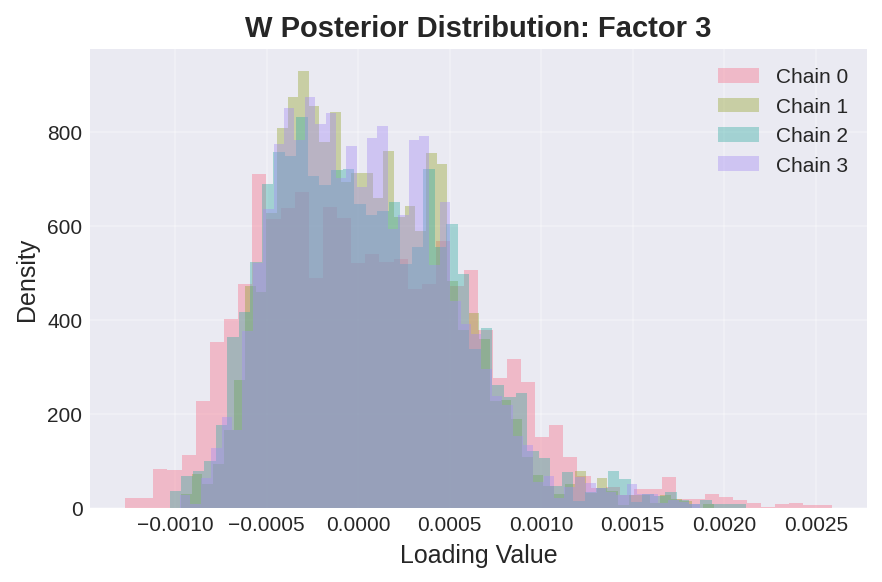 W Posterior Distribution: Factor 3
Chain 0
Chain 1
Chain 2
Chain 3
800
600
400
200
0
Density
−0.0010 −0.0005 0.0000 0.0005 0.0010 0.0015 0.0020 0.0025
Loading Value